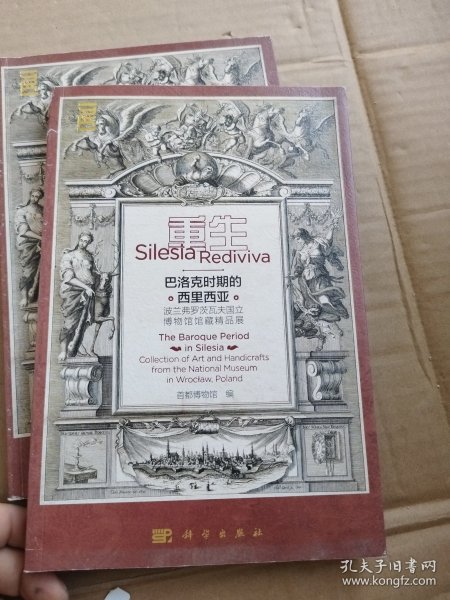 重生
Silesia Rediviva
巴洛克时期的
西里西亚
波兰弗罗茨瓦夫国立
博物馆馆藏精品展
The Baroque Period
in Silesia
Collection of Art and Handicrafts
from the National Museum
in Wrocław, Poland
首都博物馆 编
科学出版社
孔夫子旧书网
www.kongfz.com